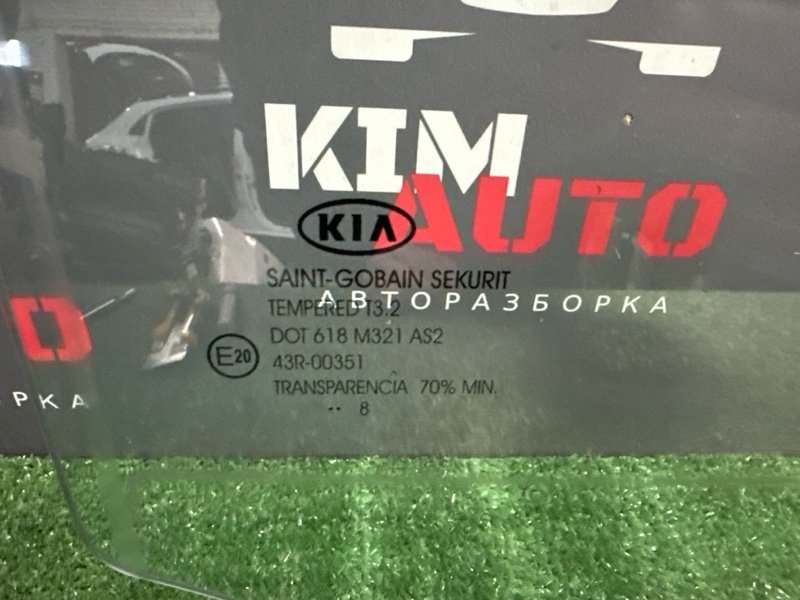 KIM
AUTO
KIA
SAINT-GOBAIN SEKURIT
АВТОРАЗБОРКА
TEMPERED T3.2
DOT 618 M321 AS2
E20
43R-00351
TRANSPARENCIA 70% MIN.
.. 8
О
РКА